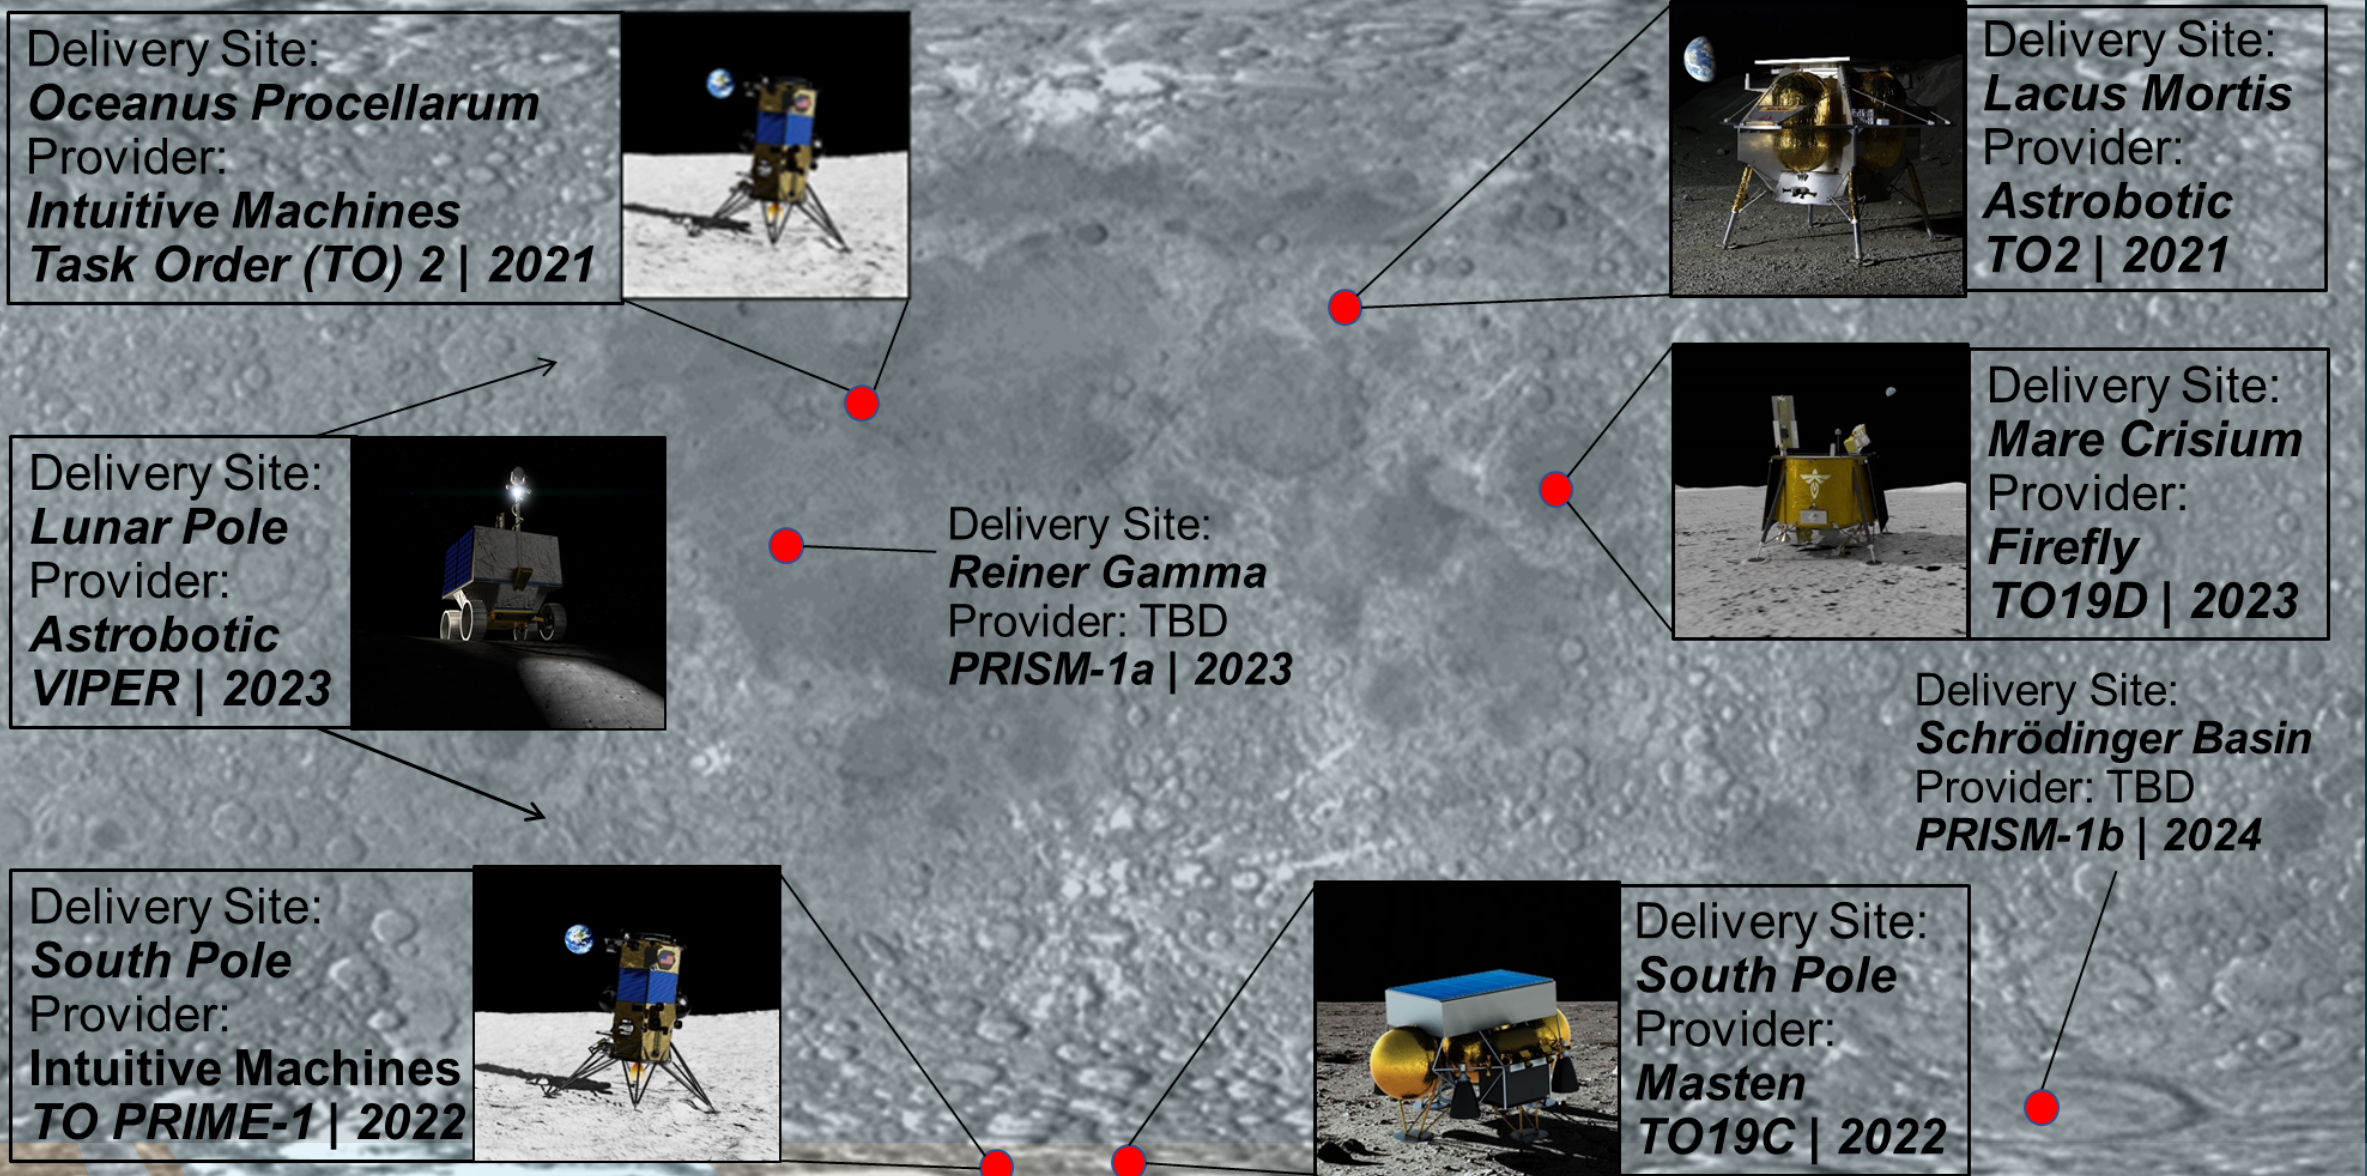 Delivery Site:
Oceanus Procellarum
Provider:
Intuitive Machines
Task Order (TO) 2 | 2021
Delivery Site:
Lacus Mortis
Provider:
Astrobotic
TO2 | 2021
Delivery Site:
Lunar Pole
Provider:
Astrobotic
VIPER | 2023
Delivery Site:
Reiner Gamma
Provider: TBD
PRISM-1a | 2023
Delivery Site:
Mare Crisium
Provider:
Firefly
TO19D | 2023
Delivery Site:
Schrödinger Basin
Provider: TBD
PRISM-1b | 2024
Delivery Site:
South Pole
Provider:
Intuitive Machines
TO PRIME-1 | 2022
Delivery Site:
South Pole
Provider:
Masten
TO19C | 2022